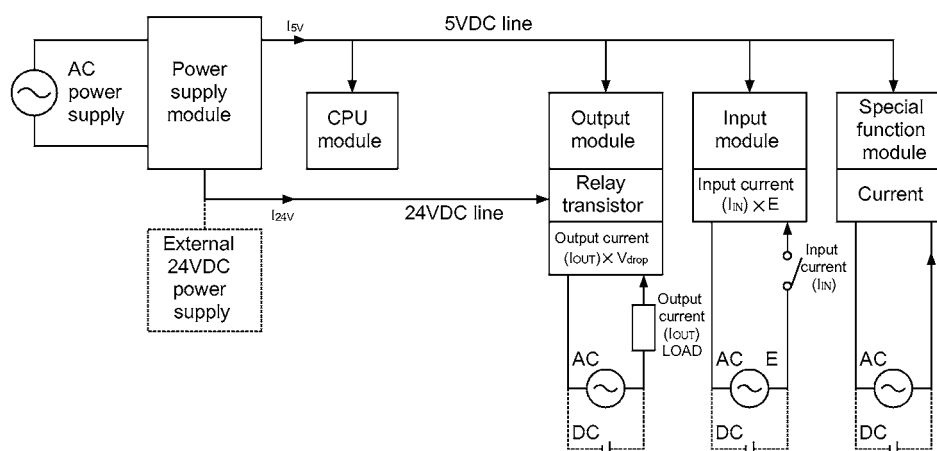 I5V
5VDC line
AC
power
supply
Power
supply
module
CPU
module
Output
module
Input
module
Special
function
module
Relay
transistor
Input current
(IIN) × E
Current
I24V
24VDC line
Output current
(IOUT) × Vdrop
External
24VDC
power
supply
Input
current
(IIN)
Output
current
(IOUT)
LOAD
AC
AC E
AC
DC
DC
DC